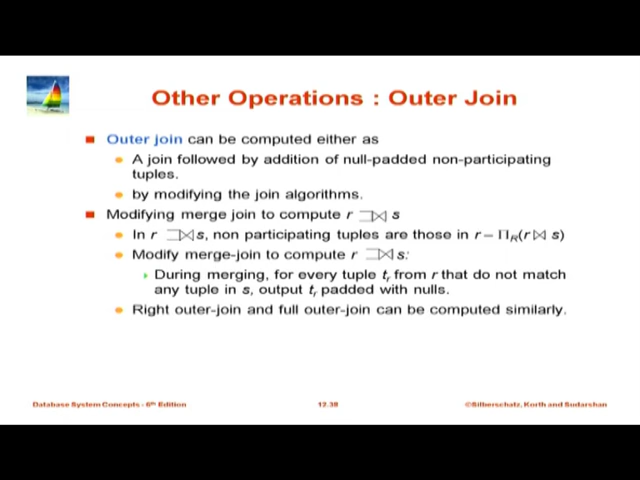 Other Operations : Outer Join
Outer join can be computed either as
A join followed by addition of null-padded non-participating
tuples.
by modifying the join algorithms.
Modifying merge join to compute r ⟕ s
In r ⟕ s, non participating tuples are those in r – ΠR(r ⋈ s)
Modify merge-join to compute r ⟕ s:
During merging, for every tuple tr from r that do not match
any tuple in s, output tr padded with nulls.
Right outer-join and full outer-join can be computed similarly.
Database System Concepts - 6th Edition
12.38
©Silberschatz, Korth and Sudarshan